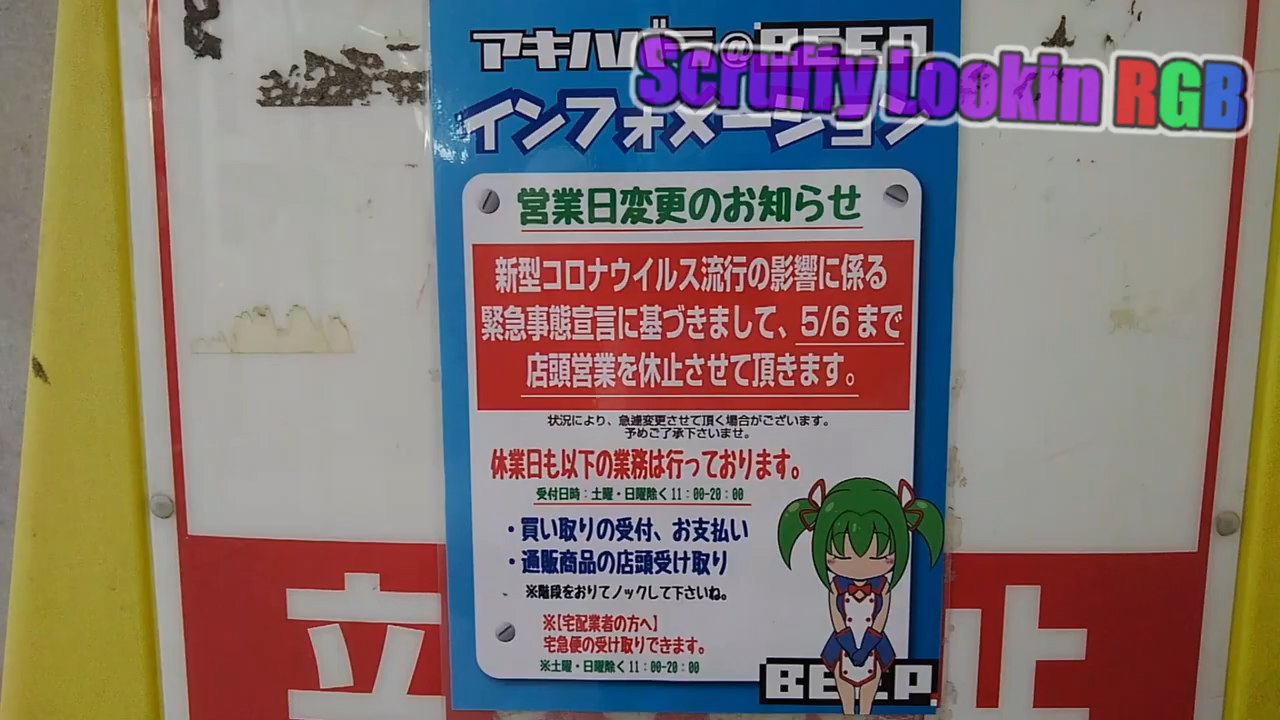 アキハバラ@BEEP
Scruffy Lookin RGB
インフォメーション
営業日変更のお知らせ
新型コロナウイルス流行の影響に係る
緊急事態宣言に基づきまして、5/6まで
店頭営業を休止させて頂きます。
状況により、急遽変更させて頂く場合がございます。
予めご了承下さいませ。
休業日も以下の業務は行っております。
受付日時：土曜・日曜除く11：00-20：00
・買い取りの受付、お支払い
・通販商品の店頭受け取り
※階段をおりてノックして下さいね。
※【宅配業者の方へ】
宅急便の受け取りできます。
※土曜・日曜除く11：00-20：00
BEEP
立
止